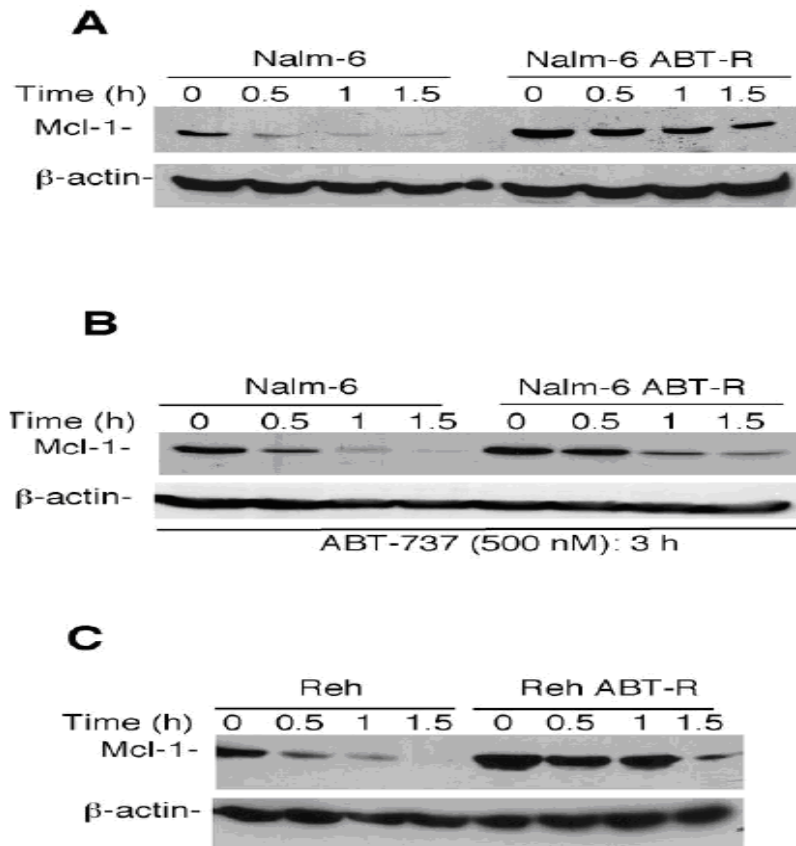 A
Nalm-6 Nalm-6 ABT-R
Time (h) 0 0.5 1 1.5 0 0.5 1 1.5
Mcl-1-
β-actin-
B
Nalm-6 Nalm-6 ABT-R
Time (h) 0 0.5 1 1.5 0 0.5 1 1.5
Mcl-1-
β-actin-
ABT-737 (500 nM): 3 h
C
Reh Reh ABT-R
Time (h) 0 0.5 1 1.5 0 0.5 1 1.5
Mcl-1-
β-actin-